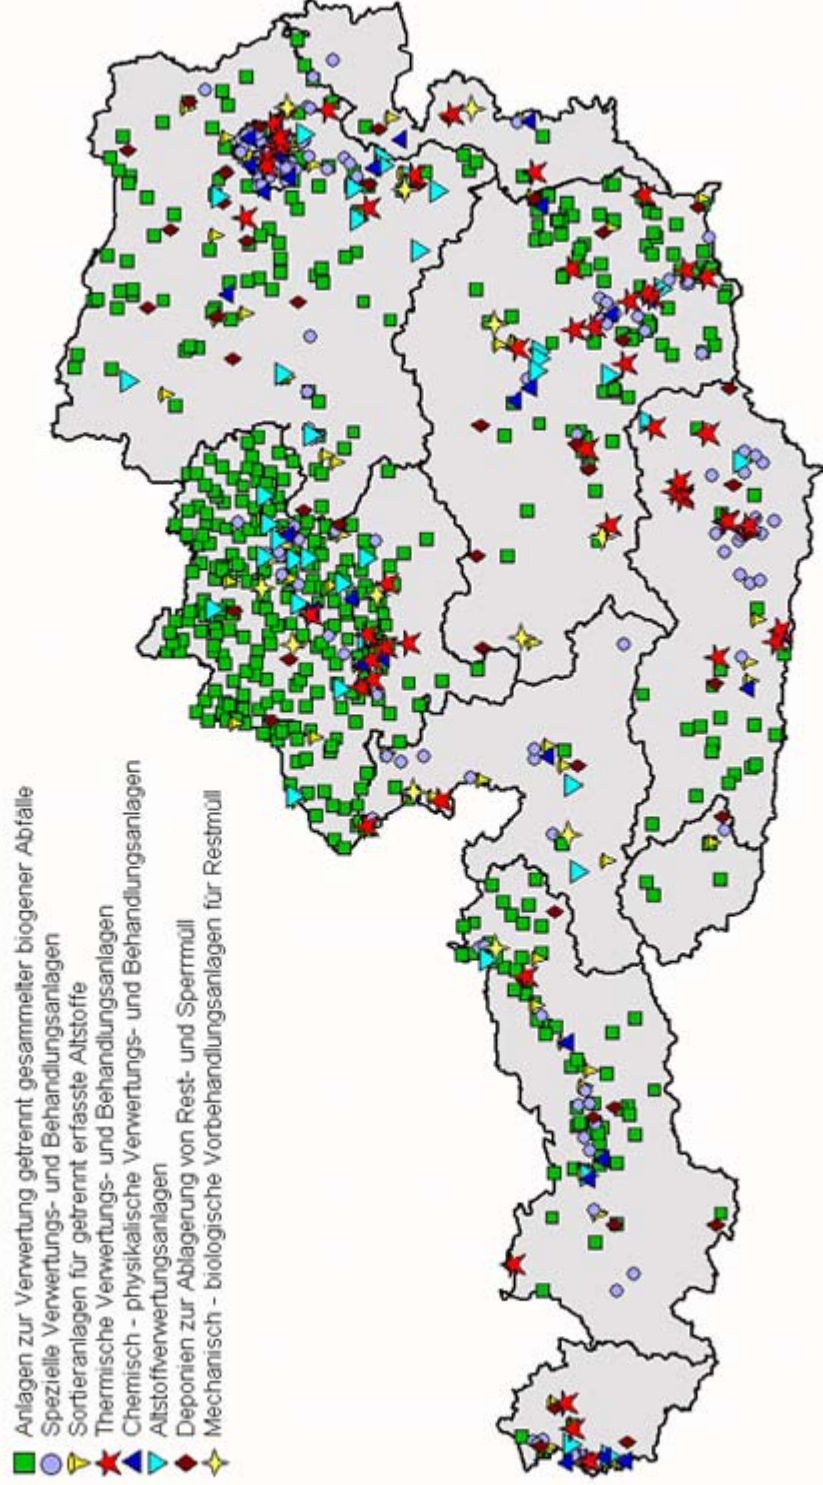 Anlagen zur Verwertung getrennt gesammelter biogener Abfälle
Spezielle Verwertungs- und Behandlungsanlagen
Sortieranlagen für getrennt erfasste Altstoffe
Thermische Verwertungs- und Behandlungsanlagen
Chemisch - physikalische Verwertungs- und Behandlungsanlagen
Altstoffverwertungsanlagen
Deponien zur Ablagerung von Rest- und Sperrmüll
Mechanisch - biologische Vorbehandlungsanlagen für Restmüll